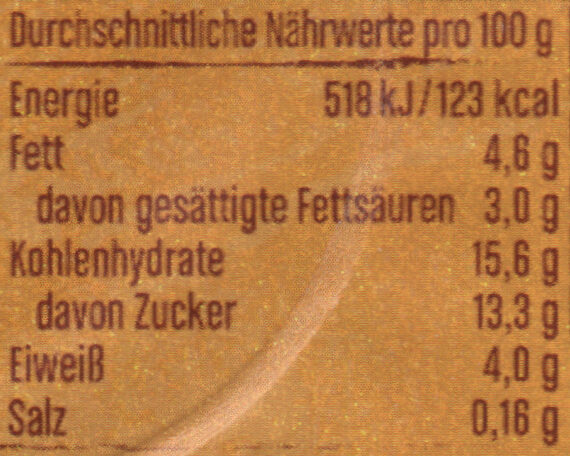 Durchschnittliche Nährwerte pro 100 g
Energie 518 kJ/123 kcal
Fett 4,6 g
davon gesättigte Fettsäuren 3,0 g
Kohlenhydrate 15,6 g
davon Zucker 13,3 g
Eiweiß 4,0 g
Salz 0,16 g